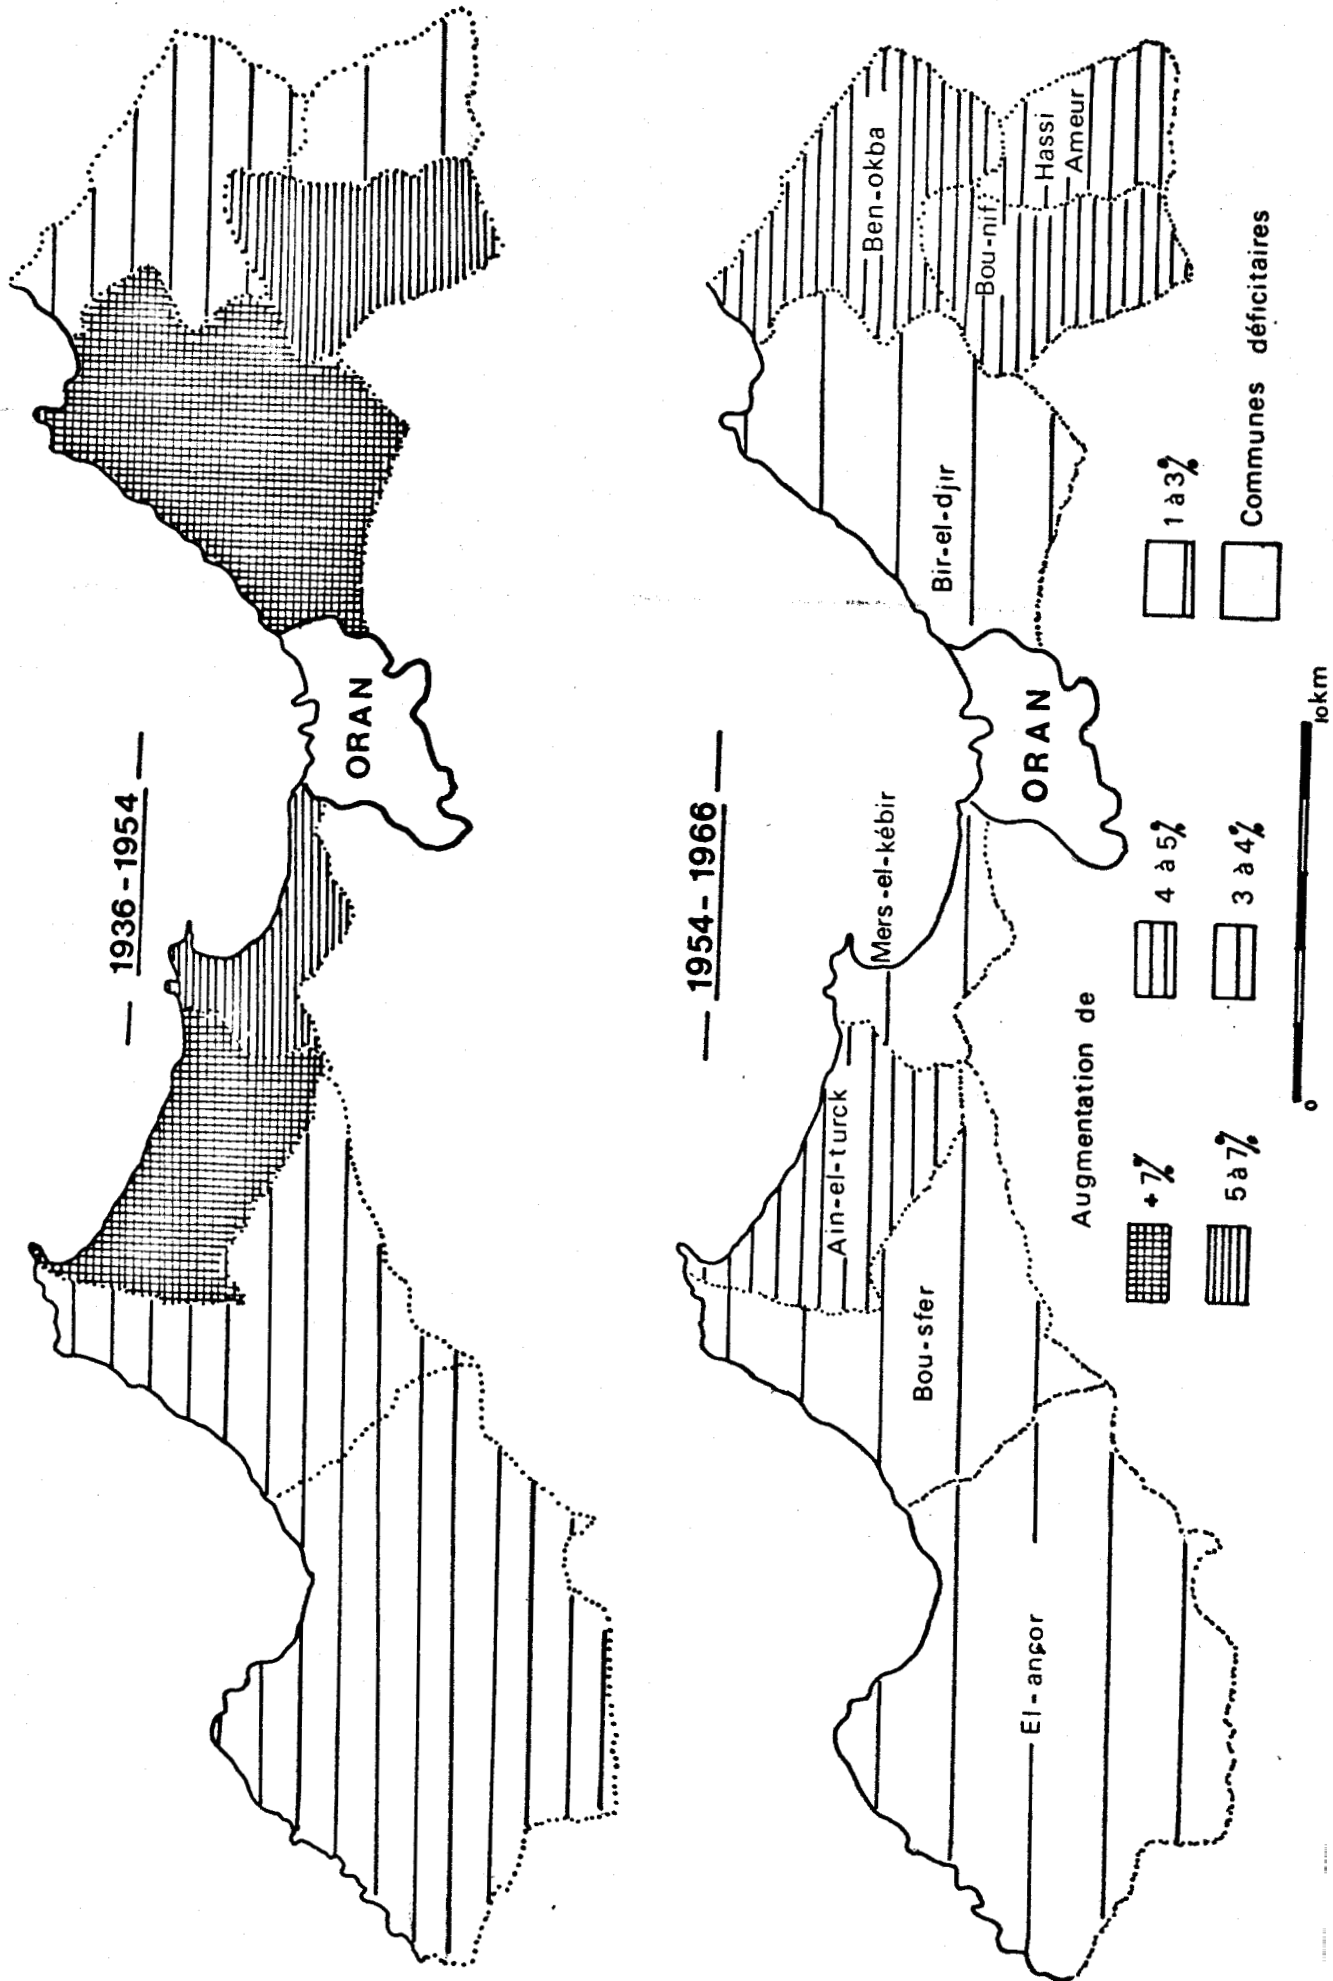 — 1936-1954 —
ORAN
— 1954-1966 —
Ben-okba
Bou-nif
Hassi
Ameur
Bir-el-djir
ORAN
Mers-el-kébir
Ain-el-turck
Bou-sfer
El-ançor
Augmentation de
+7%
4 à 5%
1 à 3%
5 à 7%
3 à 4%
Communes déficitaires
0
10km